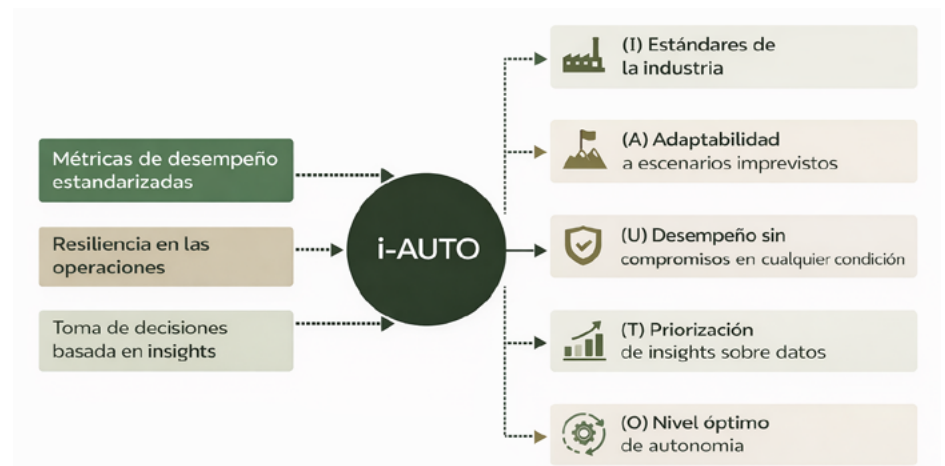 Métricas de desempeño
estandarizadas
Resiliencia en las
operaciones
Toma de decisiones
basada en insights
i-AUTO
(I) Estándares de
la industria
(A) Adaptabilidad
a escenarios imprevistos
(U) Desempeño sin
compromisos en cualquier condición
(T) Priorización
de insights sobre datos
(O) Nivel óptimo
de autonomia